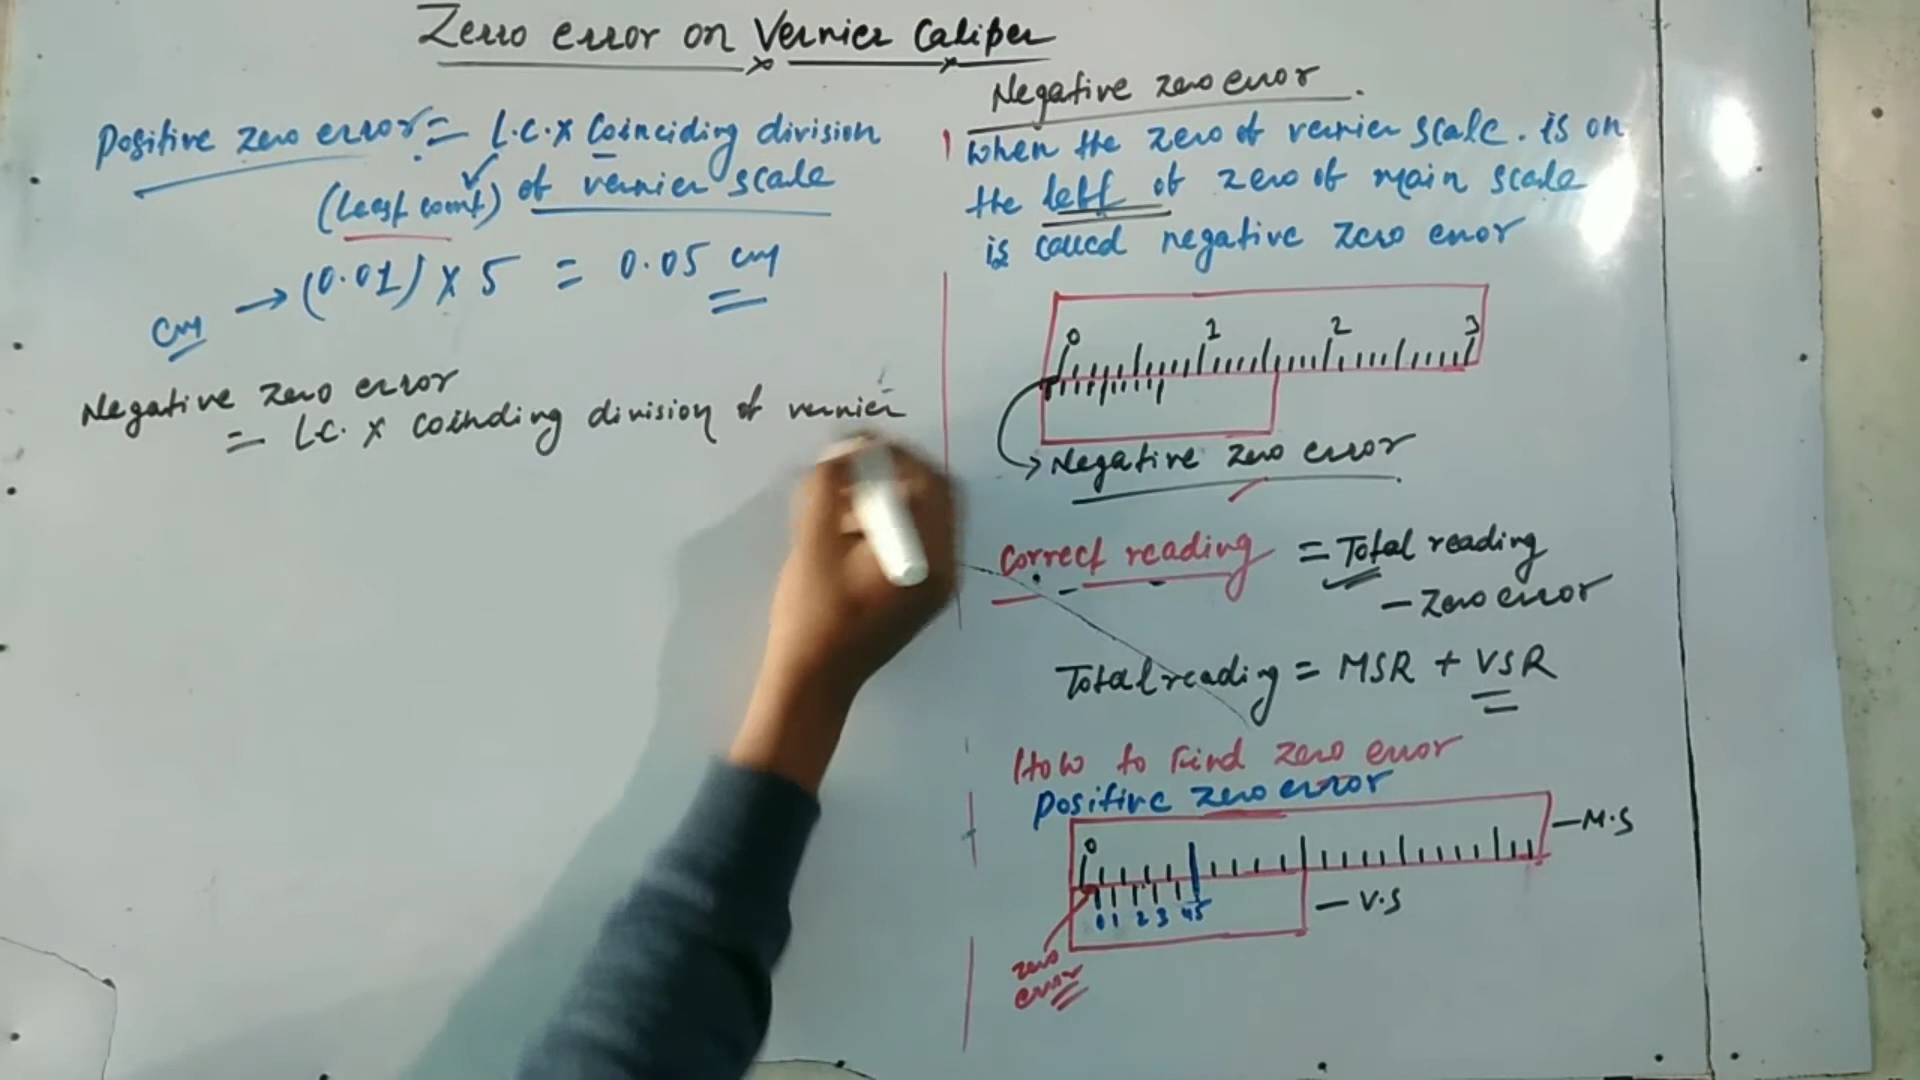 Zero error on Vernier Caliper
Positive zero error = L.C. x Coinciding division
(Least count) of vernier scale
cm → (0.01) x 5 = 0.05 cm
Negative zero error
= L.C. x coinding division of vernier
Negative zero error
when the zero of vernier scale. is on
the left of zero of main scale
is called negative zero error
0 1 2 3
Negative zero error
Correct reading = Total reading
- Zero error
Total reading = MSR + VSR
How to find zero error
positive zero error
0
M.S
0 1 2 3 4 5
V.S
zero
error